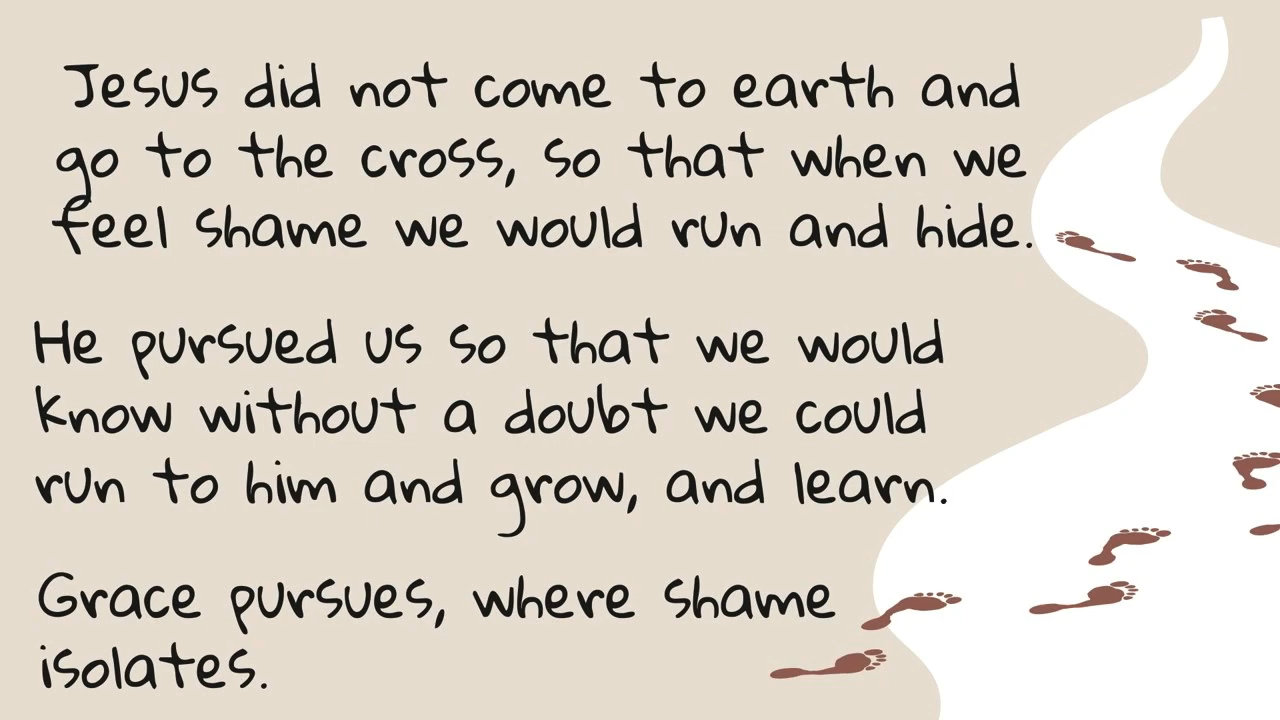 Jesus did not come to earth and
go to the cross, so that when we
feel shame we would run and hide.
He pursued us so that we would
know without a doubt we could
run to him and grow, and learn.
Grace pursues, where shame
isolates.